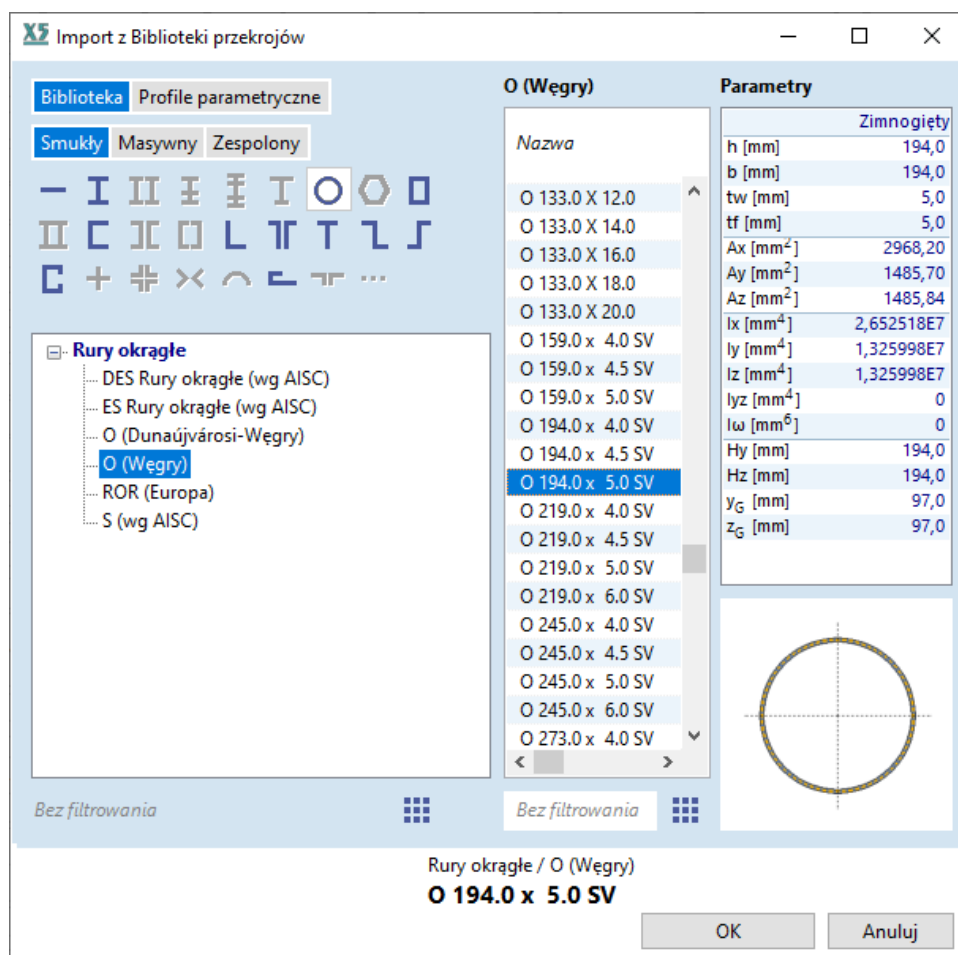 X5 Import z Biblioteki przekrojów
Biblioteka Profile parametryczne
Smukły Masywny Zespolony
Rury okrągłe
DES Rury okrągłe (wg AISC)
ES Rury okrągłe (wg AISC)
O (Dunaújvárosi-Węgry)
O (Węgry)
ROR (Europa)
S (wg AISC)
Bez filtrowania
O (Węgry)
Nazwa
O 133.0 X 12.0
O 133.0 X 14.0
O 133.0 X 16.0
O 133.0 X 18.0
O 133.0 X 20.0
O 159.0 x 4.0 SV
O 159.0 x 4.5 SV
O 159.0 x 5.0 SV
O 194.0 x 4.0 SV
O 194.0 x 4.5 SV
O 194.0 x 5.0 SV
O 219.0 x 4.0 SV
O 219.0 x 4.5 SV
O 219.0 x 5.0 SV
O 219.0 x 6.0 SV
O 245.0 x 4.0 SV
O 245.0 x 4.5 SV
O 245.0 x 5.0 SV
O 245.0 x 6.0 SV
O 273.0 x 4.0 SV
Bez filtrowania
Parametry
Zimnogięty
h [mm] 194,0
b [mm] 194,0
tw [mm] 5,0
tf [mm] 5,0
Ax [mm²] 2968,20
Ay [mm²] 1485,70
Az [mm²] 1485,84
Ix [mm⁴] 2,652518E7
Iy [mm⁴] 1,325998E7
Iz [mm⁴] 1,325998E7
Iyz [mm⁴] 0
Iω [mm⁶] 0
Hy [mm] 194,0
Hz [mm] 194,0
yG [mm] 97,0
zG [mm] 97,0
Rury okrągłe / O (Węgry)
O 194.0 x 5.0 SV
OK Anuluj